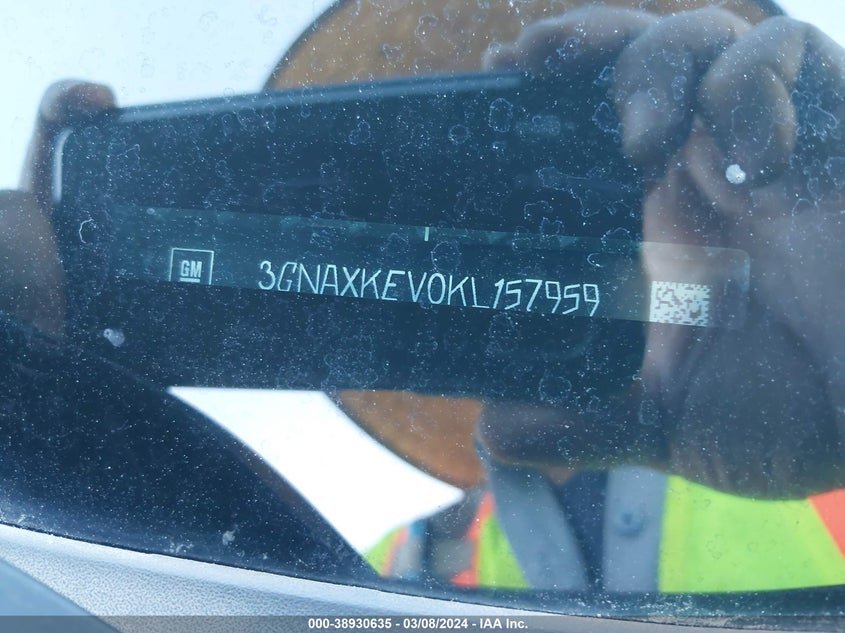 GM
3GNAXKEV0KL157959
000-38930635 - 03/08/2024 - IAA Inc.